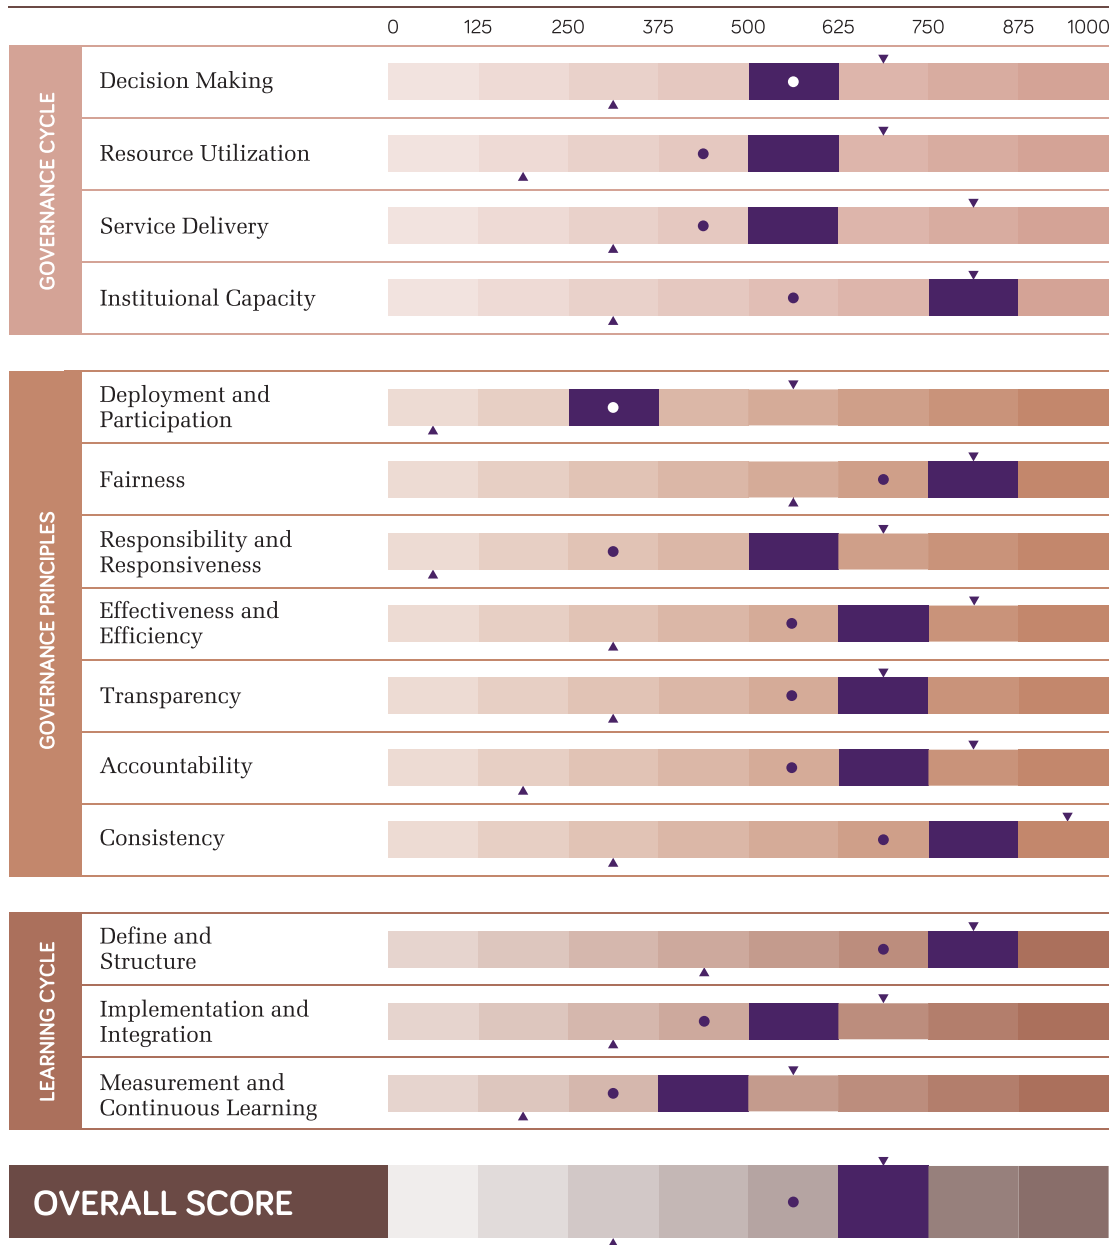 0 125 250 375 500 625 750 875 1000
GOVERNANCE CYCLE
Decision Making
Resource Utilization
Service Delivery
Instituional Capacity
GOVERNANCE PRINCIPLES
Deployment and
Participation
Fairness
Responsibility and
Responsiveness
Effectiveness and
Efficiency
Transparency
Accountability
Consistency
LEARNING CYCLE
Define and
Structure
Implementation and
Integration
Measurement and
Continuous Learning
OVERALL SCORE